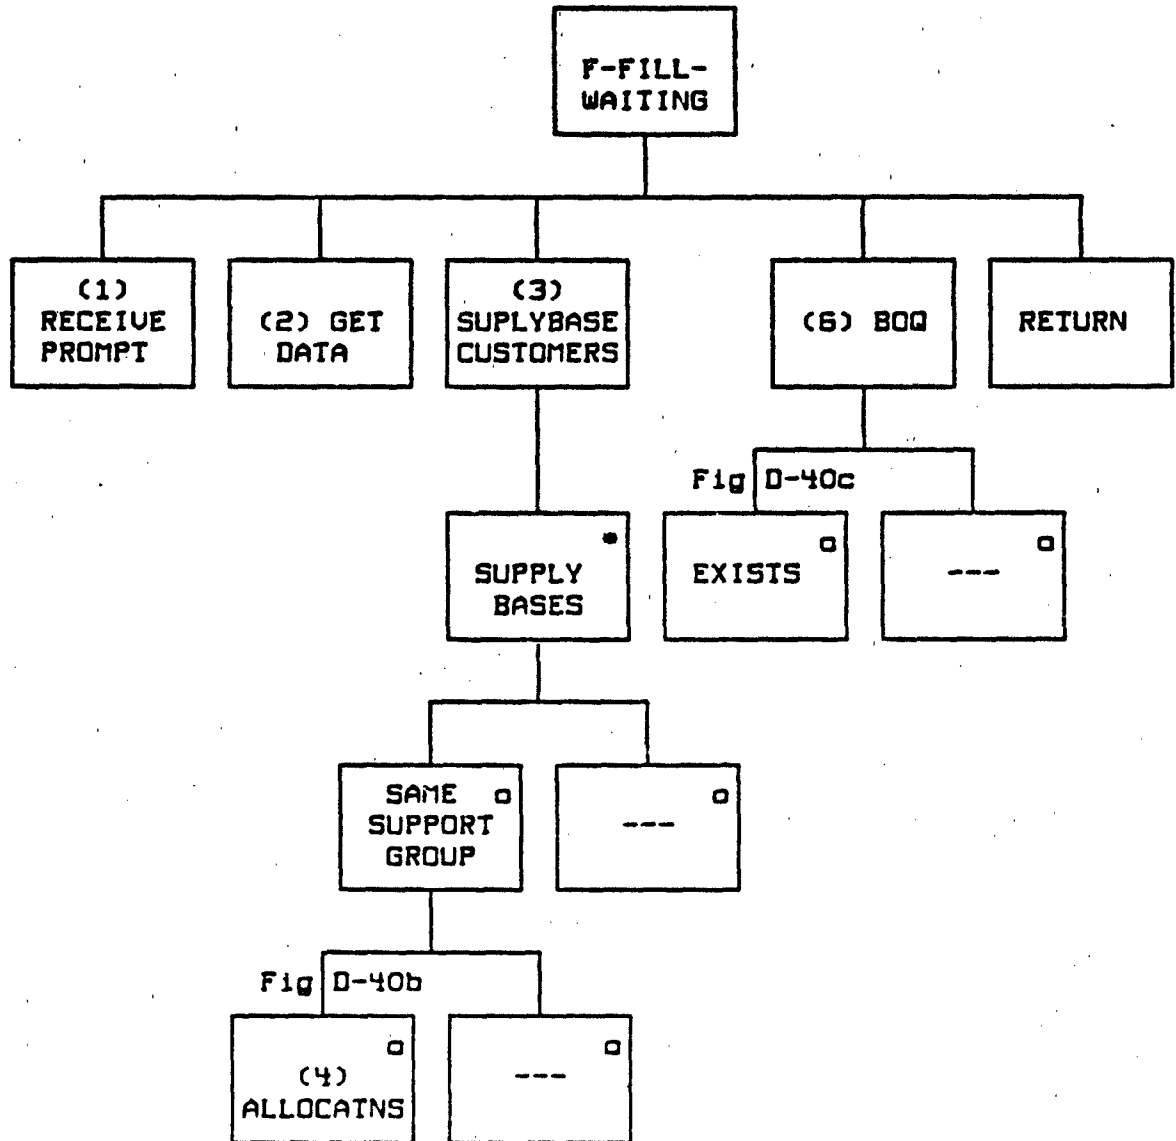 F-FILL-
WAITING
(1)
RECEIVE
PROMPT
(2) GET
DATA
(3)
SUPLYBASE
CUSTOMERS
(6) BOQ
RETURN
Fig D-40c
*
SUPPLY
BASES
o
EXISTS
o
---
SAME o
SUPPORT
GROUP
o
---
Fig D-40b
o
(4)
ALLOCATNS
o
---